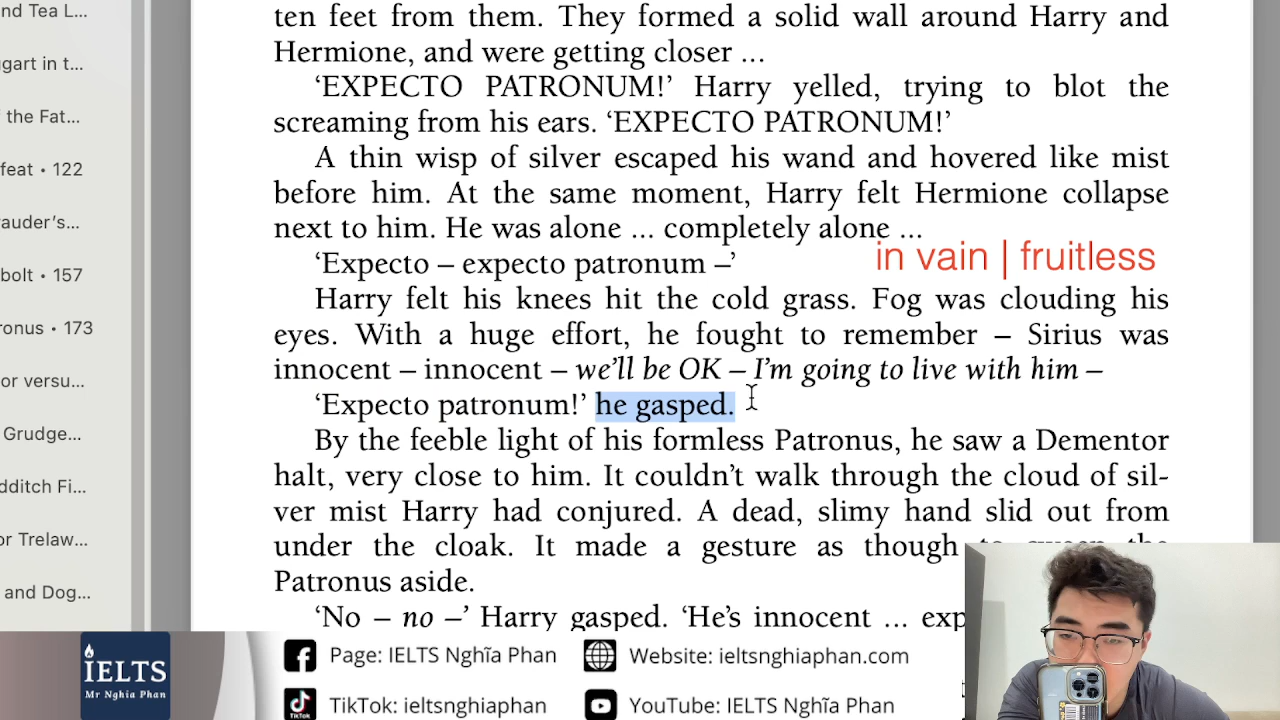 nd Tea L...
gart in t...
the Fat...
feat • 122
auder's...
bolt • 157
onus • 173
or versu...
Grudge...
dditch Fi...
or Trelaw...
and Dog...
ten feet from them. They formed a solid wall around Harry and
Hermione, and were getting closer ...
‘EXPECTO PATRONUM!’ Harry yelled, trying to blot the
screaming from his ears. ‘EXPECTO PATRONUM!’
A thin wisp of silver escaped his wand and hovered like mist
before him. At the same moment, Harry felt Hermione collapse
next to him. He was alone ... completely alone ...
in vain | fruitless
‘Expecto – expecto patronum –’
Harry felt his knees hit the cold grass. Fog was clouding his
eyes. With a huge effort, he fought to remember – Sirius was
innocent – innocent – we’ll be OK – I’m going to live with him –
‘Expecto patronum!’ he gasped.
By the feeble light of his formless Patronus, he saw a Dementor
halt, very close to him. It couldn’t walk through the cloud of sil-
ver mist Harry had conjured. A dead, slimy hand slid out from
under the cloak. It made a gesture as though to sweep the
Patronus aside.
‘No – no –’ Harry gasped. ‘He’s innocent ... exp
IELTS
Mr Nghia Phan
Page: IELTS Nghĩa Phan
Website: ieltsnghiaphan.com
TikTok
TikTok: ieltsnghiaphan
YouTube: IELTS Nghĩa Phan